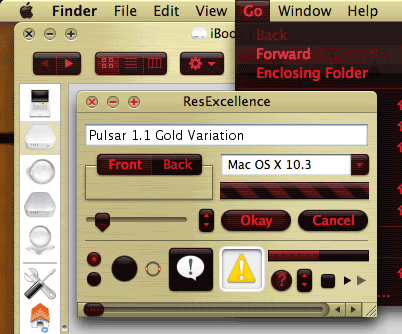 Finder File Edit View Go Window Help
iBoo
Back
Forward
Enclosing Folder
ResExcellence
Pulsar 1.1 Gold Variation
Front Back
Mac OS X 10.3
Okay Cancel
?